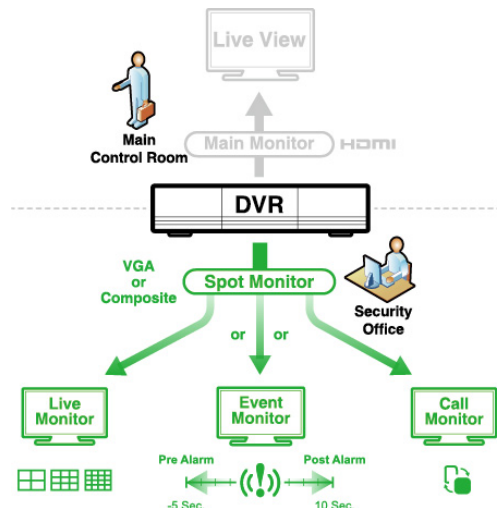 Live View
Main Monitor
HDMI
Main
Control Room
DVR
VGA
or
Composite
Spot Monitor
Security
Office
or
or
Live
Monitor
Event
Monitor
Call
Monitor
Pre Alarm
Post Alarm
-5 Sec
10 Sec